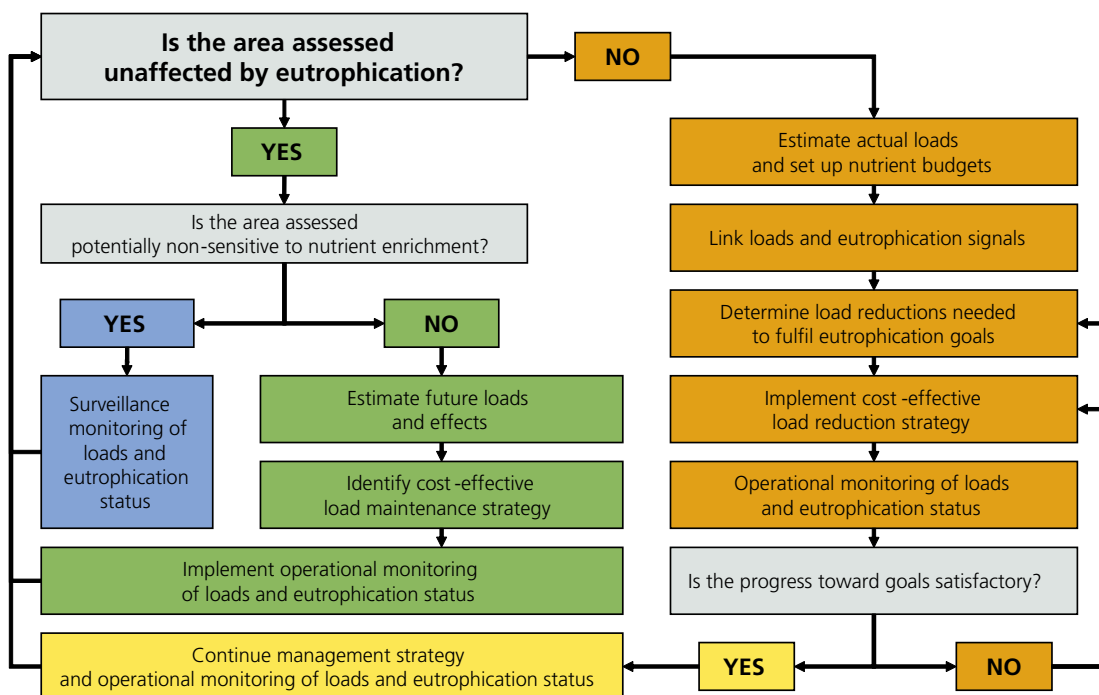 Is the area assessed
unaffected by eutrophication?
NO
YES
Estimate actual loads
and set up nutrient budgets
Is the area assessed
potentially non-sensitive to nutrient enrichment?
Link loads and eutrophication signals
YES
NO
Determine load reductions needed
to fulfil eutrophication goals
Surveillance
monitoring of
loads and
eutrophication
status
Estimate future loads
and effects
Implement cost -effective
load reduction strategy
Identify cost -effective
load maintenance strategy
Operational monitoring of loads
and eutrophication status
Implement operational monitoring
of loads and eutrophication status
Is the progress toward goals satisfactory?
Continue management strategy
and operational monitoring of loads and eutrophication status
YES
NO